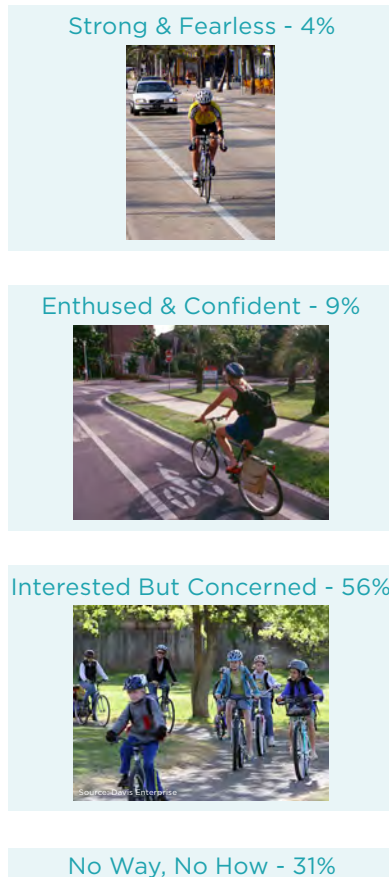 Strong & Fearless - 4%
Enthused & Confident - 9%
Interested But Concerned - 56%
Source: Davis Enterprise
No Way, No How - 31%